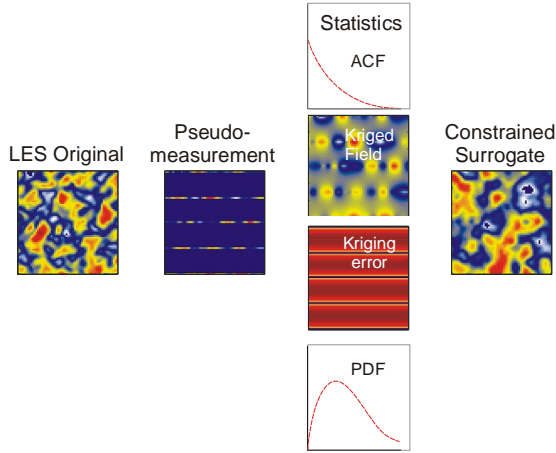 LES Original
Pseudo-
measurement
Statistics
ACF
Kriged
Field
Kriging
error
PDF
Constrained
Surrogate